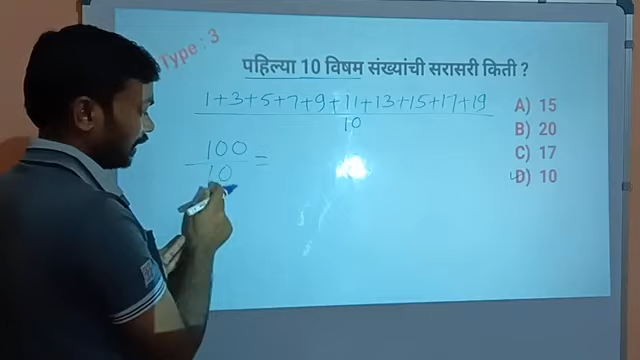 Type : 3
पहिल्या 10 विषम संख्यांची सरासरी किती ?
1+3+5+7+9+11+13+15+17+19
10
A) 15
B) 20
C) 17
D) 10
100
10
=